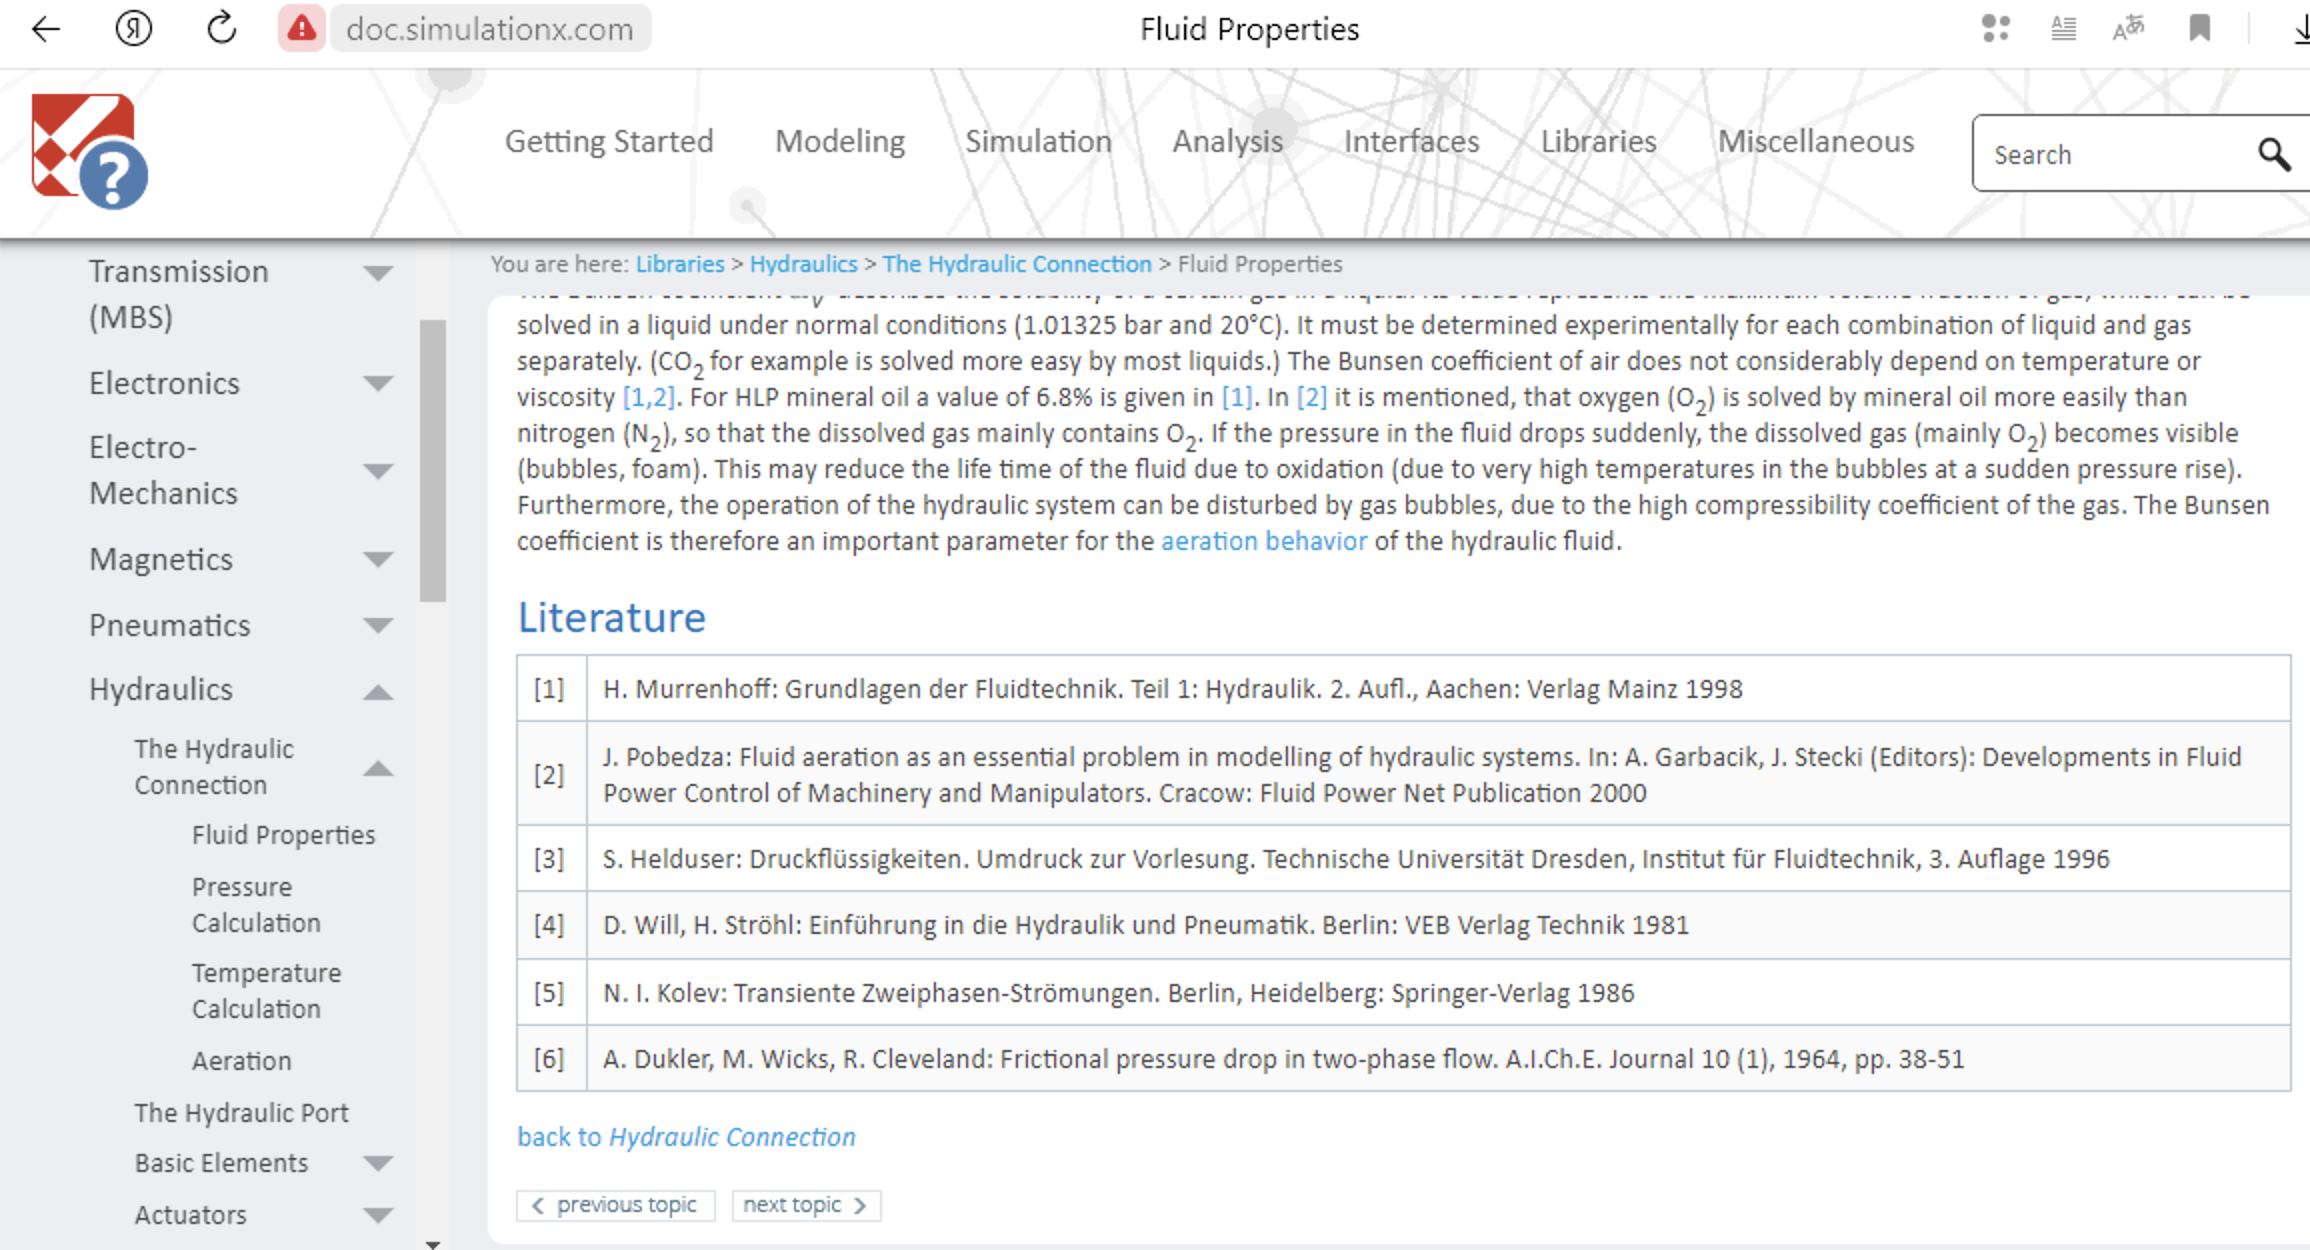 doc.simulationx.com
Fluid Properties
Getting Started
Modeling
Simulation
Analysis
Interfaces
Libraries
Miscellaneous
Search
Transmission
(MBS)
Electronics
Electro-
Mechanics
Magnetics
Pneumatics
Hydraulics
The Hydraulic
Connection
Fluid Properties
Pressure
Calculation
Temperature
Calculation
Aeration
The Hydraulic Port
Basic Elements
Actuators
You are here: Libraries > Hydraulics > The Hydraulic Connection > Fluid Properties
solved in a liquid under normal conditions (1.01325 bar and 20°C). It must be determined experimentally for each combination of liquid and gas
separately. (CO2 for example is solved more easy by most liquids.) The Bunsen coefficient of air does not considerably depend on temperature or
viscosity [1,2]. For HLP mineral oil a value of 6.8% is given in [1]. In [2] it is mentioned, that oxygen (O2) is solved by mineral oil more easily than
nitrogen (N2), so that the dissolved gas mainly contains O2. If the pressure in the fluid drops suddenly, the dissolved gas (mainly O2) becomes visible
(bubbles, foam). This may reduce the life time of the fluid due to oxidation (due to very high temperatures in the bubbles at a sudden pressure rise).
Furthermore, the operation of the hydraulic system can be disturbed by gas bubbles, due to the high compressibility coefficient of the gas. The Bunsen
coefficient is therefore an important parameter for the aeration behavior of the hydraulic fluid.
Literature
[1] H. Murrenhoff: Grundlagen der Fluidtechnik. Teil 1: Hydraulik. 2. Aufl., Aachen: Verlag Mainz 1998
[2] J. Pobedza: Fluid aeration as an essential problem in modelling of hydraulic systems. In: A. Garbacik, J. Stecki (Editors): Developments in Fluid
Power Control of Machinery and Manipulators. Cracow: Fluid Power Net Publication 2000
[3] S. Helduser: Druckflüssigkeiten. Umdruck zur Vorlesung. Technische Universität Dresden, Institut für Fluidtechnik, 3. Auflage 1996
[4] D. Will, H. Ströhl: Einführung in die Hydraulik und Pneumatik. Berlin: VEB Verlag Technik 1981
[5] N. I. Kolev: Transiente Zweiphasen-Strömungen. Berlin, Heidelberg: Springer-Verlag 1986
[6] A. Dukler, M. Wicks, R. Cleveland: Frictional pressure drop in two-phase flow. A.I.Ch.E. Journal 10 (1), 1964, pp. 38-51
back to Hydraulic Connection
previous topic
next topic